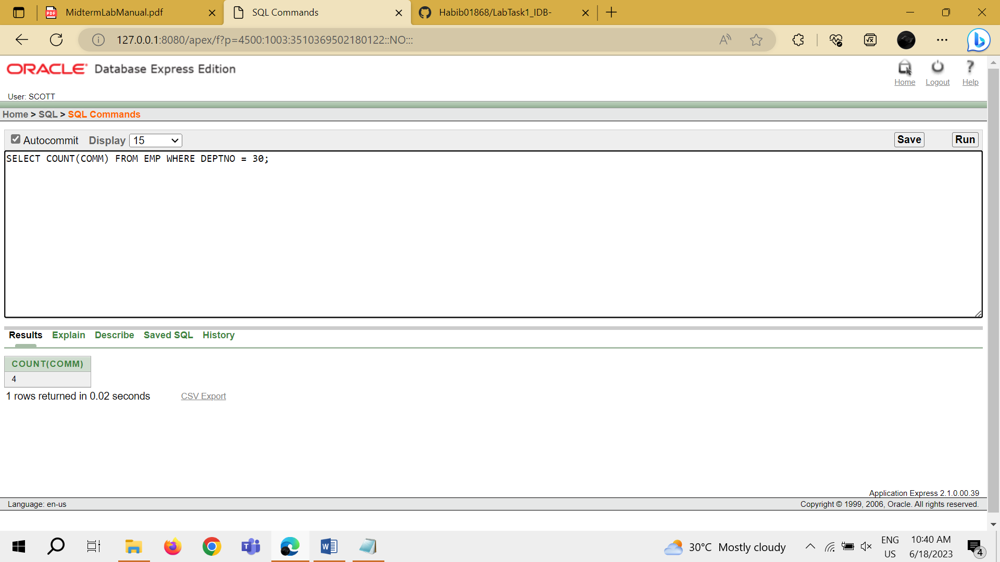 MidtermLabManual.pdf
SQL Commands
Habib01868/LabTask1_IDB-
127.0.0.1:8080/apex/f?p=4500:1003:3510369502180122::NO:::
ORACLE Database Express Edition
Home
Logout
Help
User: SCOTT
Home > SQL > SQL Commands
Autocommit
Display
15
Save
Run
SELECT COUNT(COMM) FROM EMP WHERE DEPTNO = 30;
Results
Explain
Describe
Saved SQL
History
COUNT(COMM)
4
1 rows returned in 0.02 seconds
CSV Export
Application Express 2.1.0.00.39
Language: en-us
Copyright © 1999, 2006, Oracle. All rights reserved.
30°C Mostly cloudy
ENG
US
10:40 AM
6/18/2023
4